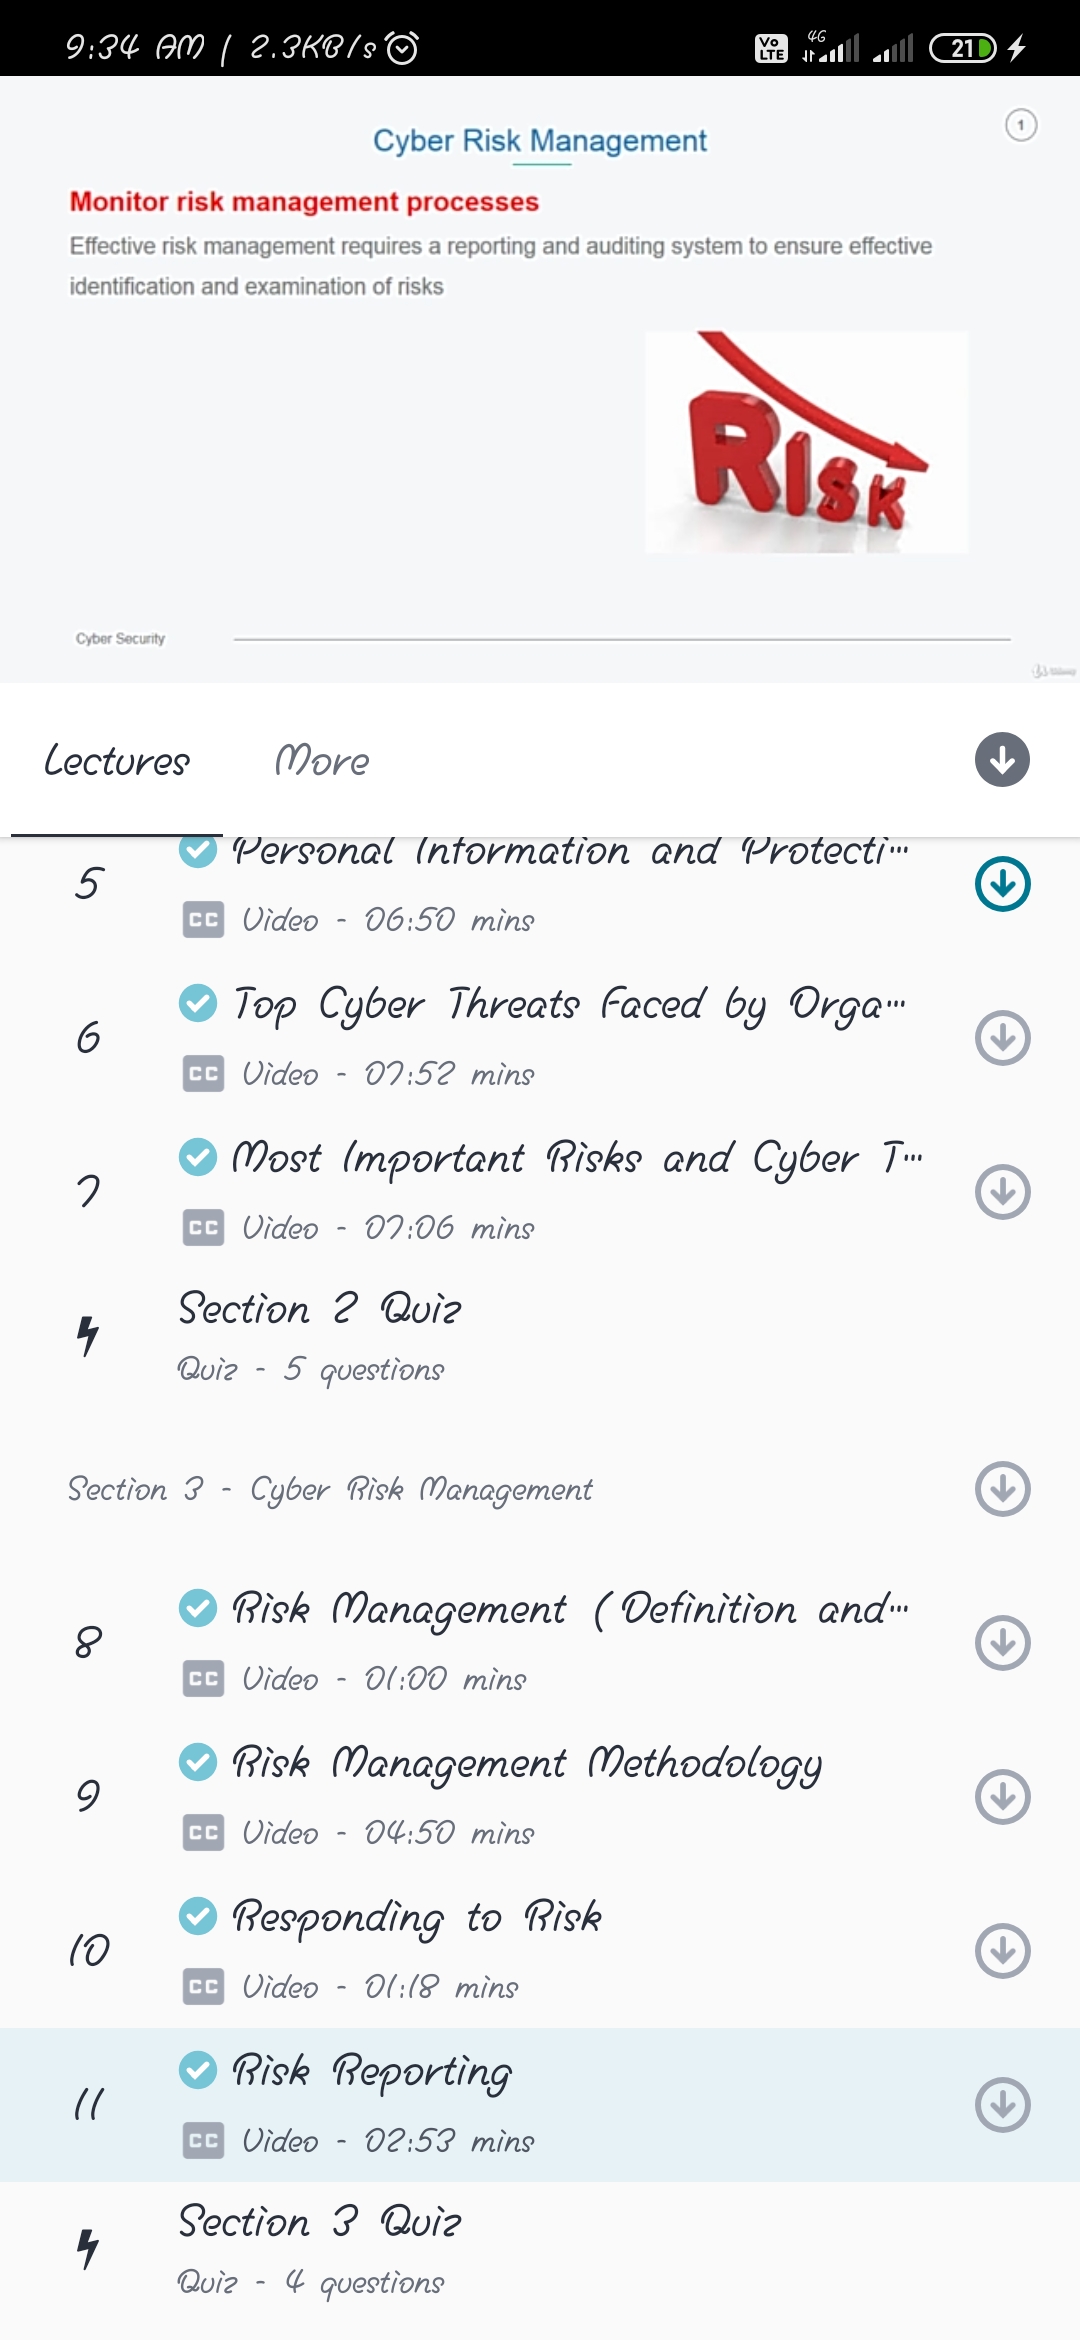 9:34 AM | 2.3KB/s
Vo LTE 4G 21
Cyber Risk Management
1
Monitor risk management processes
Effective risk management requires a reporting and auditing system to ensure effective
identification and examination of risks
RISK
Cyber Security
Udemy
Lectures More
5
Personal Information and Protecti...
CC Video - 06:50 mins
6
Top Cyber Threats Faced by Orga...
CC Video - 07:52 mins
7
Most Important Risks and Cyber T...
CC Video - 07:06 mins
Section 2 Quiz
Quiz - 5 questions
Section 3 - Cyber Risk Management
8
Risk Management (Definition and...
CC Video - 01:00 mins
9
Risk Management Methodology
CC Video - 04:50 mins
10
Responding to Risk
CC Video - 01:18 mins
11
Risk Reporting
CC Video - 02:53 mins
Section 3 Quiz
Quiz - 4 questions